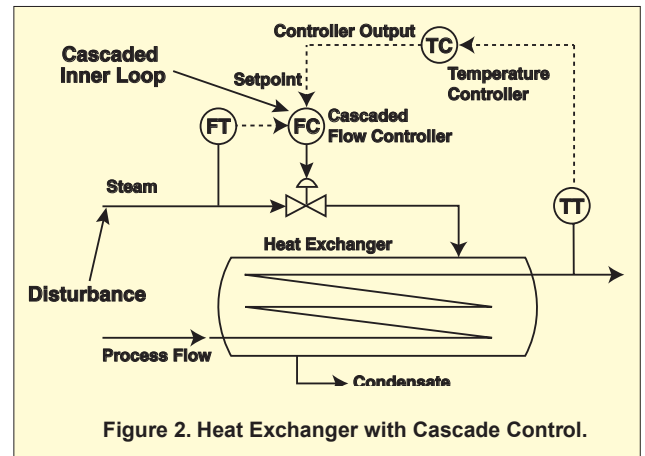 Controller Output
TC
Cascaded
Inner Loop
Setpoint
Temperature
Controller
FT
FC
Cascaded
Flow Controller
Steam
TT
Heat Exchanger
Disturbance
Process Flow
Condensate
Figure 2. Heat Exchanger with Cascade Control.